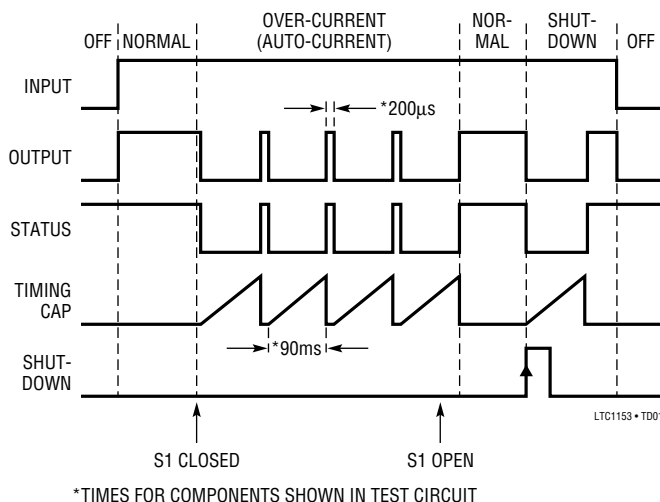 OVER-CURRENT NOR- SHUT-
OFF NORMAL (AUTO-CURRENT) MAL DOWN OFF
INPUT
*200µs
OUTPUT
STATUS
TIMING
CAP
*90ms
SHUT-
DOWN
LTC1153 • TD01
S1 CLOSED S1 OPEN
*TIMES FOR COMPONENTS SHOWN IN TEST CIRCUIT